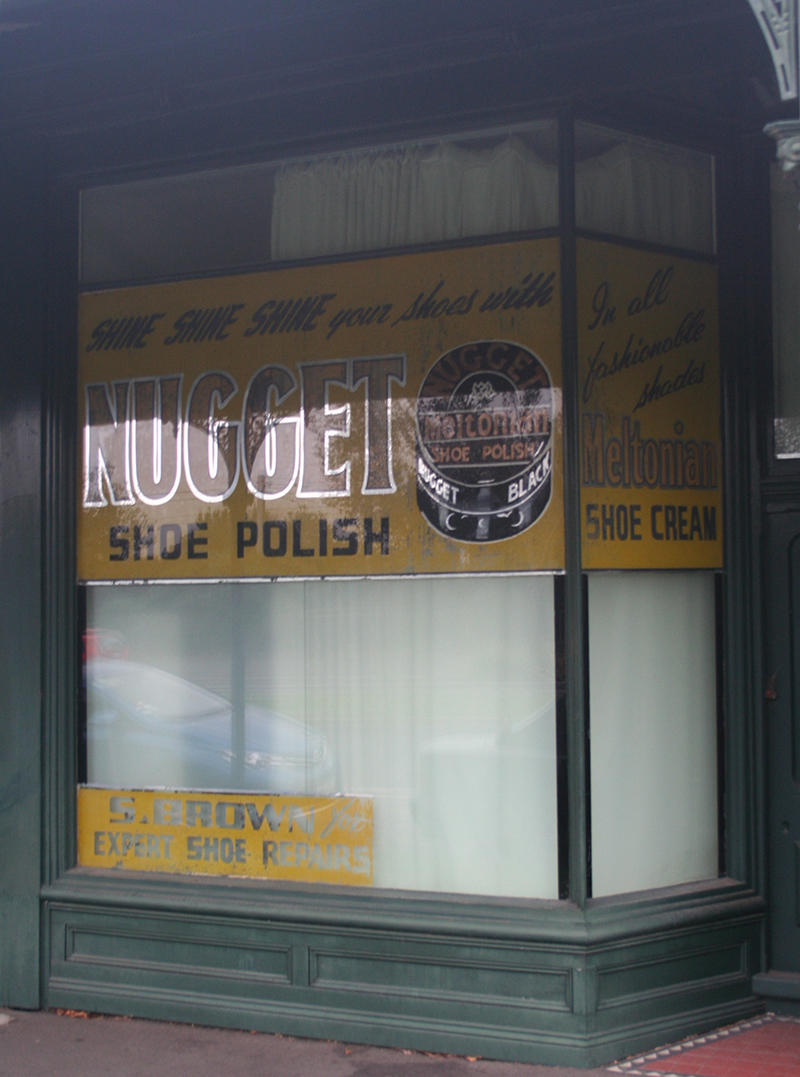 SHINE SHINE SHINE your shoes with
NUGGET
SHOE POLISH
NUGGET
Meltonian
SHOE POLISH
NUGGET BLACK
In all
fashionable
shades
Meltonian
SHOE CREAM
S. BROWN for
EXPERT SHOE REPAIRS